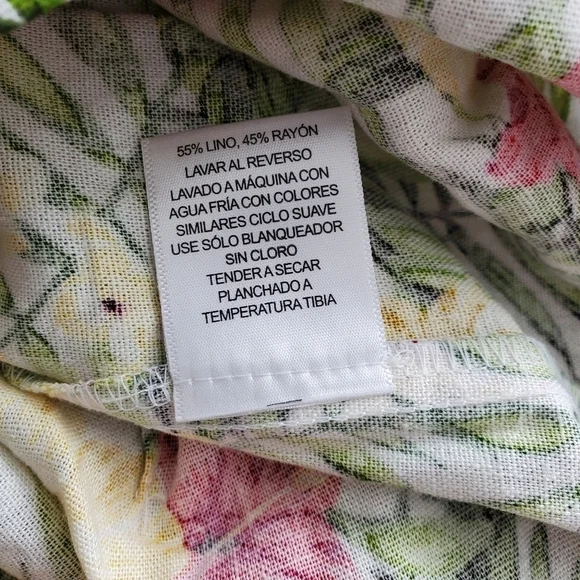 55% LINO, 45% RAYÓN
LAVAR AL REVERSO
LAVADO A MÁQUINA CON
AGUA FRÍA CON COLORES
SIMILARES CICLO SUAVE
USE SÓLO BLANQUEADOR
SIN CLORO
TENDER A SECAR
PLANCHADO A
TEMPERATURA TIBIA